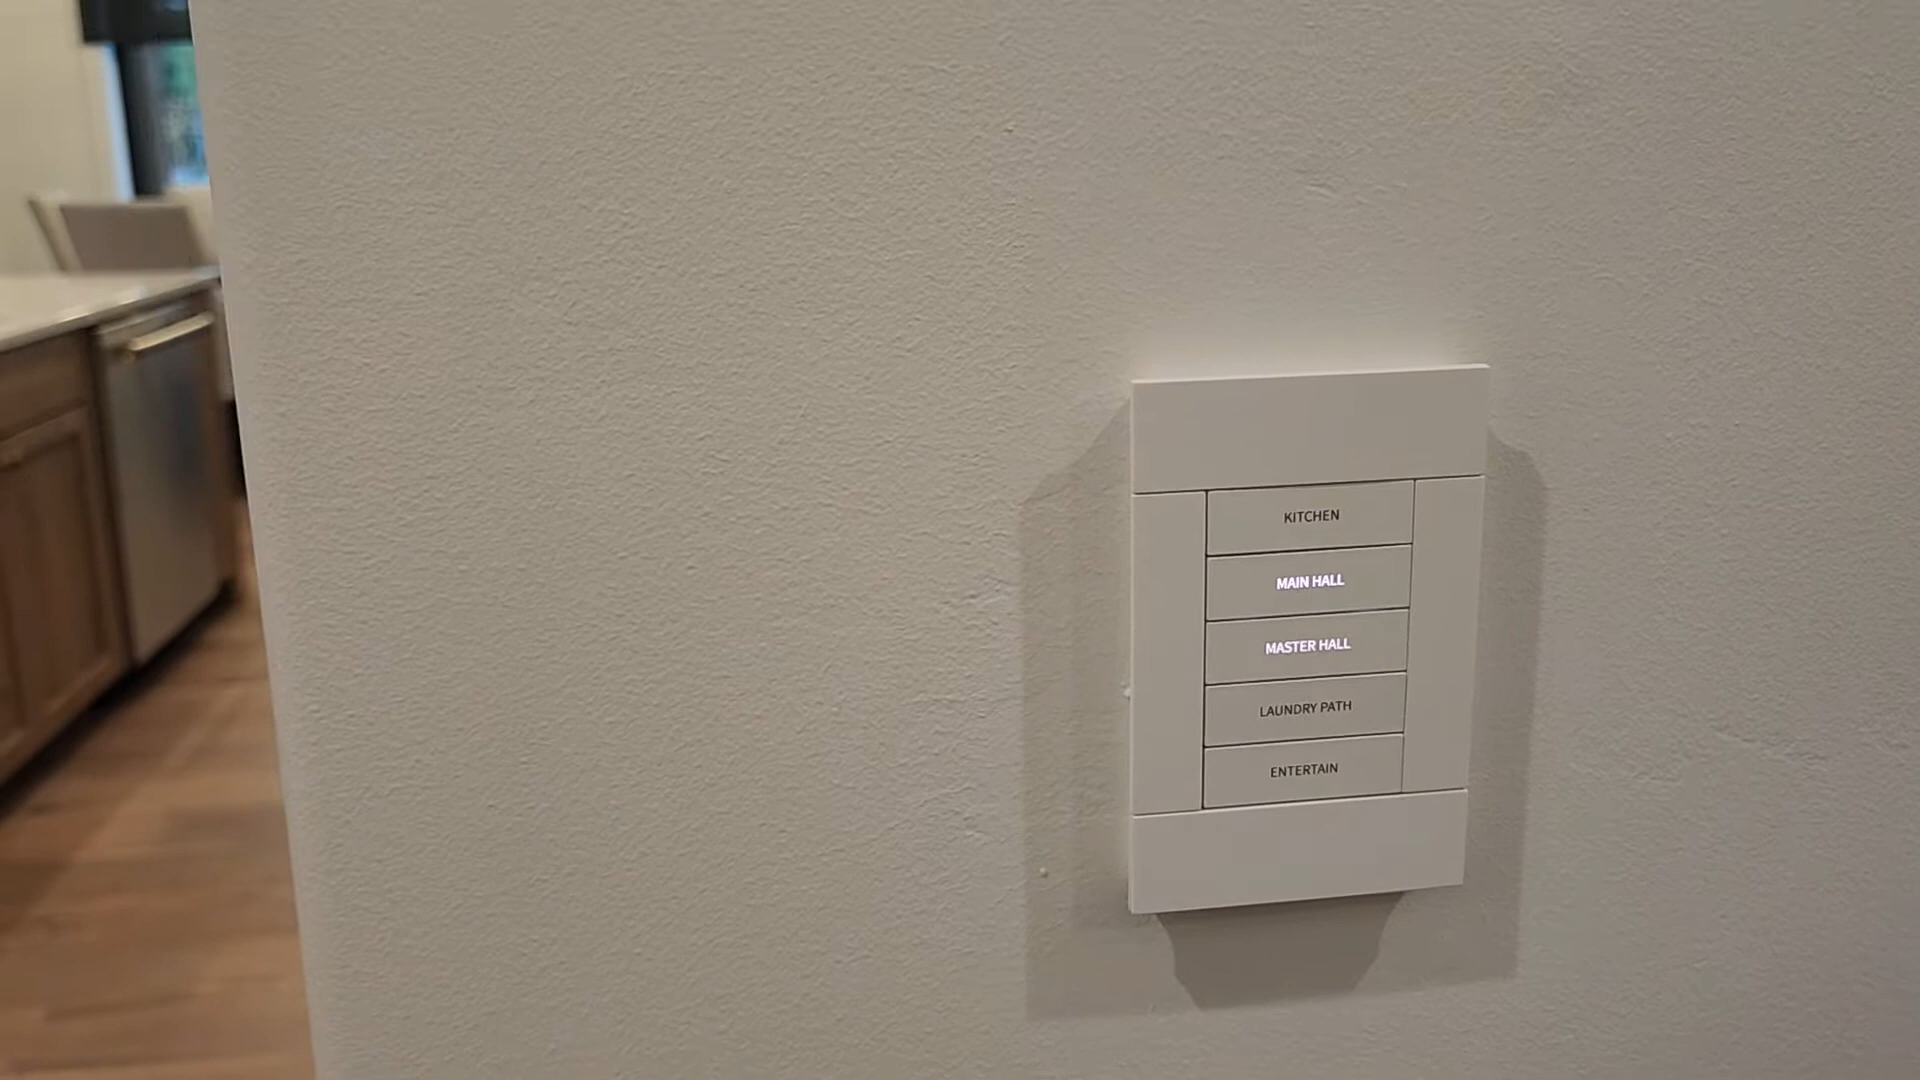 KITCHEN
MAIN HALL
MASTER HALL
LAUNDRY PATH
ENTERTAIN